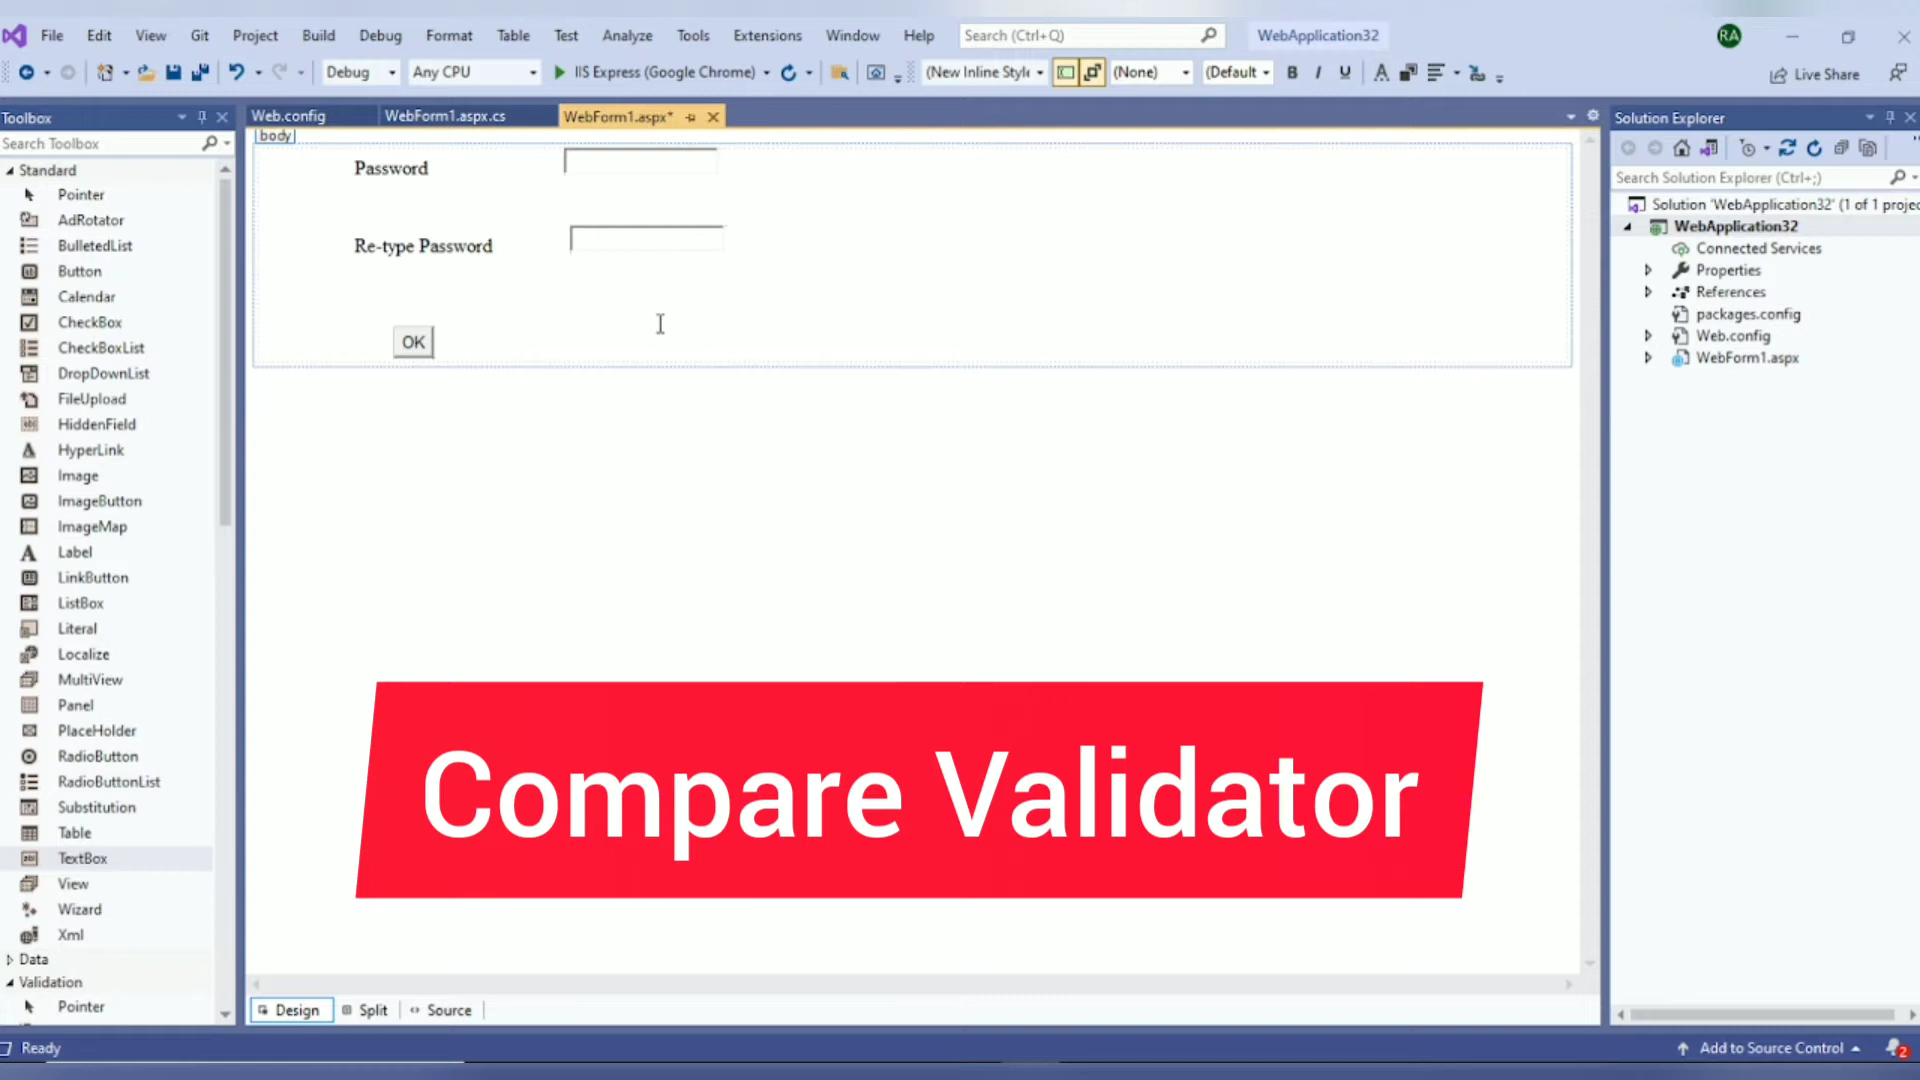 File Edit View Git Project Build Debug Format Table Test Analyze Tools Extensions Window Help Search (Ctrl+Q) WebApplication32 RA
Debug Any CPU IIS Express (Google Chrome) (New Inline Style (None) (Default B I U A Live Share
Toolbox
Search Toolbox
Standard
Pointer
AdRotator
BulletedList
Button
Calendar
CheckBox
CheckBoxList
DropDownList
FileUpload
HiddenField
HyperLink
Image
ImageButton
ImageMap
Label
LinkButton
ListBox
Literal
Localize
MultiView
Panel
PlaceHolder
RadioButton
RadioButtonList
Substitution
Table
TextBox
View
Wizard
Xml
Data
Validation
Pointer
Web.config WebForm1.aspx.cs WebForm1.aspx*
body
Password
Re-type Password
OK
Compare Validator
Design Split Source
Solution Explorer
Search Solution Explorer (Ctrl+;)
Solution 'WebApplication32' (1 of 1 projec
WebApplication32
Connected Services
Properties
References
packages.config
Web.config
WebForm1.aspx
Ready Add to Source Control 2